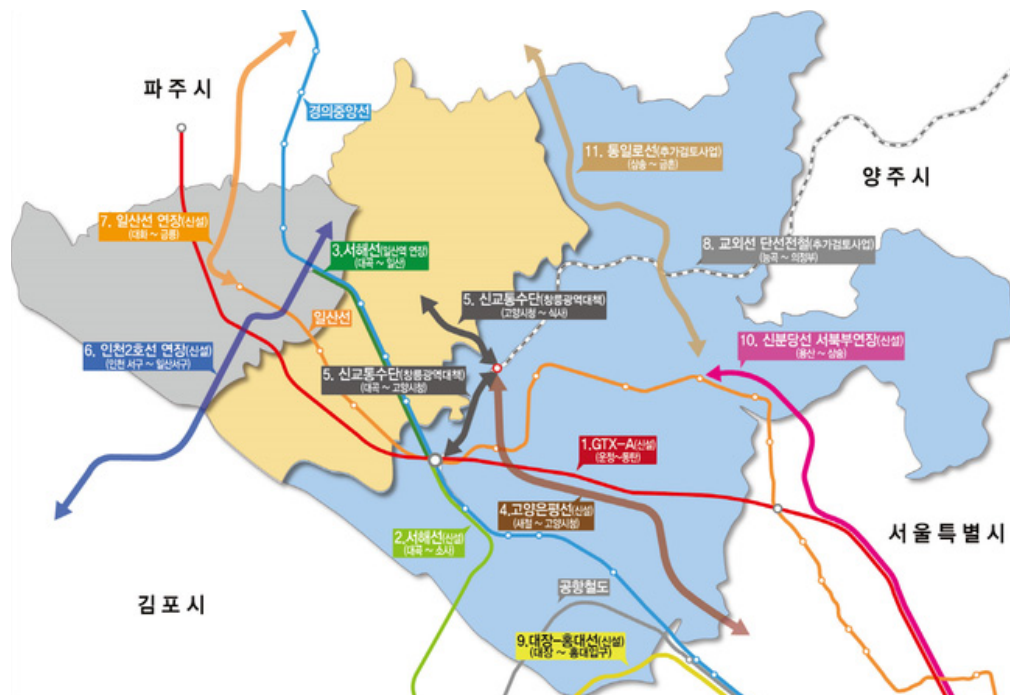 파주시
경의중앙선
11. 통일로선(추가검토사업)
(삼송 ~ 금촌)
양주시
7. 일산선 연장(신설)
(대화 ~ 금릉)
3.서해선(일산역 연장)
(대곡 ~ 일산)
8. 교외선 단선전철(추가검토사업)
(능곡 ~ 의정부)
5. 신교통수단(창릉광역대책)
(고양시청 ~ 식사)
일산선
6. 인천2호선 연장(신설)
(인천 서구 ~ 일산서구)
10. 신분당선 서북부연장(신설)
(용산 ~ 삼송)
5. 신교통수단(창릉광역대책)
(대곡 ~ 고양시청)
1.GTX-A(신설)
(운정~동탄)
4.고양은평선(신설)
(새절 ~ 고양시청)
2.서해선(신설)
(대곡 ~ 소사)
서울특별시
공항철도
김포시
9.대장-홍대선(신설)
(대장 ~ 홍대입구)